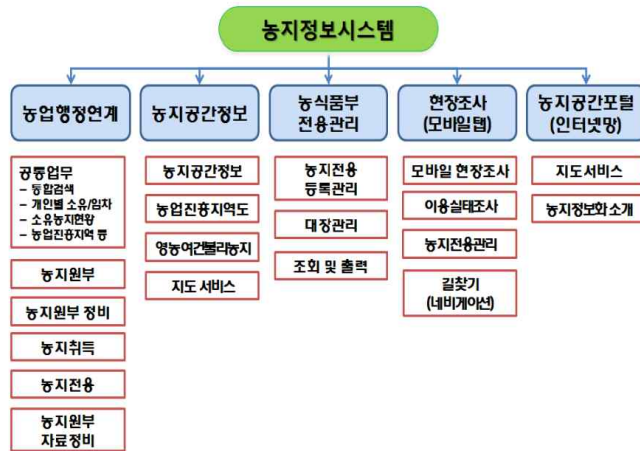 농지정보시스템
농업행정연계
공통업무
– 통합검색
– 개인별 소유/임차
– 소유농지현황
– 농업진흥지역 등
농지원부
농지원부 정비
농지취득
농지전용
농지원부
자료정비
농지공간정보
농지공간정보
농업진흥지역도
영농여건불리농지
지도 서비스
농식품부
전용관리
농지전용
등록관리
대장관리
조회 및 출력
현장조사
(모바일탭)
모바일 현장조사
이용실태조사
농지전용관리
길찾기
(네비게이션)
농지공간포털
(인터넷망)
지도서비스
농지정보화소개